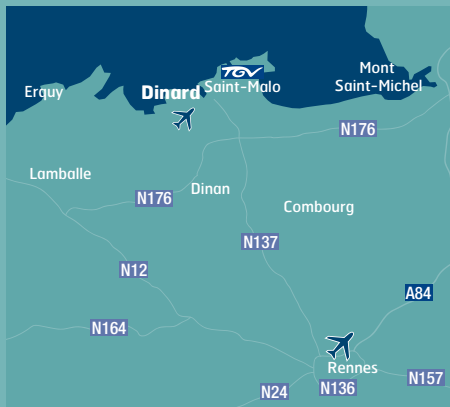 TGV
Mont
Saint-Michel
Erquy
Dinard
Saint-Malo
N176
Lamballe
Dinan
N176
Combourg
N137
N12
A84
N164
Rennes
N157
N24
N136